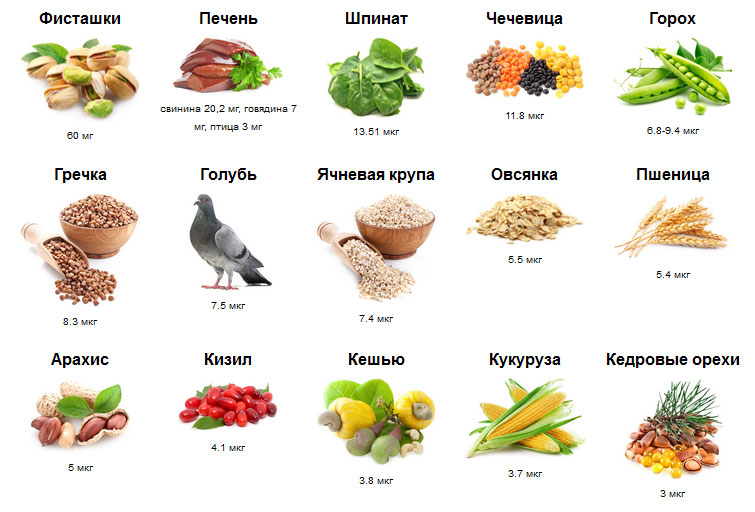 Фисташки
Печень
Шпинат
Чечевица
Горох
60 мг
свинина 20,2 мг, говядина 7
мг, птица 3 мг
13.51 мкг
11.8 мкг
6.8-9.4 мкг
Гречка
Голубь
Ячневая крупа
Овсянка
Пшеница
8.3 мкг
7.5 мкг
7.4 мкг
5.5 мкг
5.4 мкг
Арахис
Кизил
Кешью
Кукуруза
Кедровые орехи
5 мкг
4.1 мкг
3.8 мкг
3.7 мкг
3 мкг